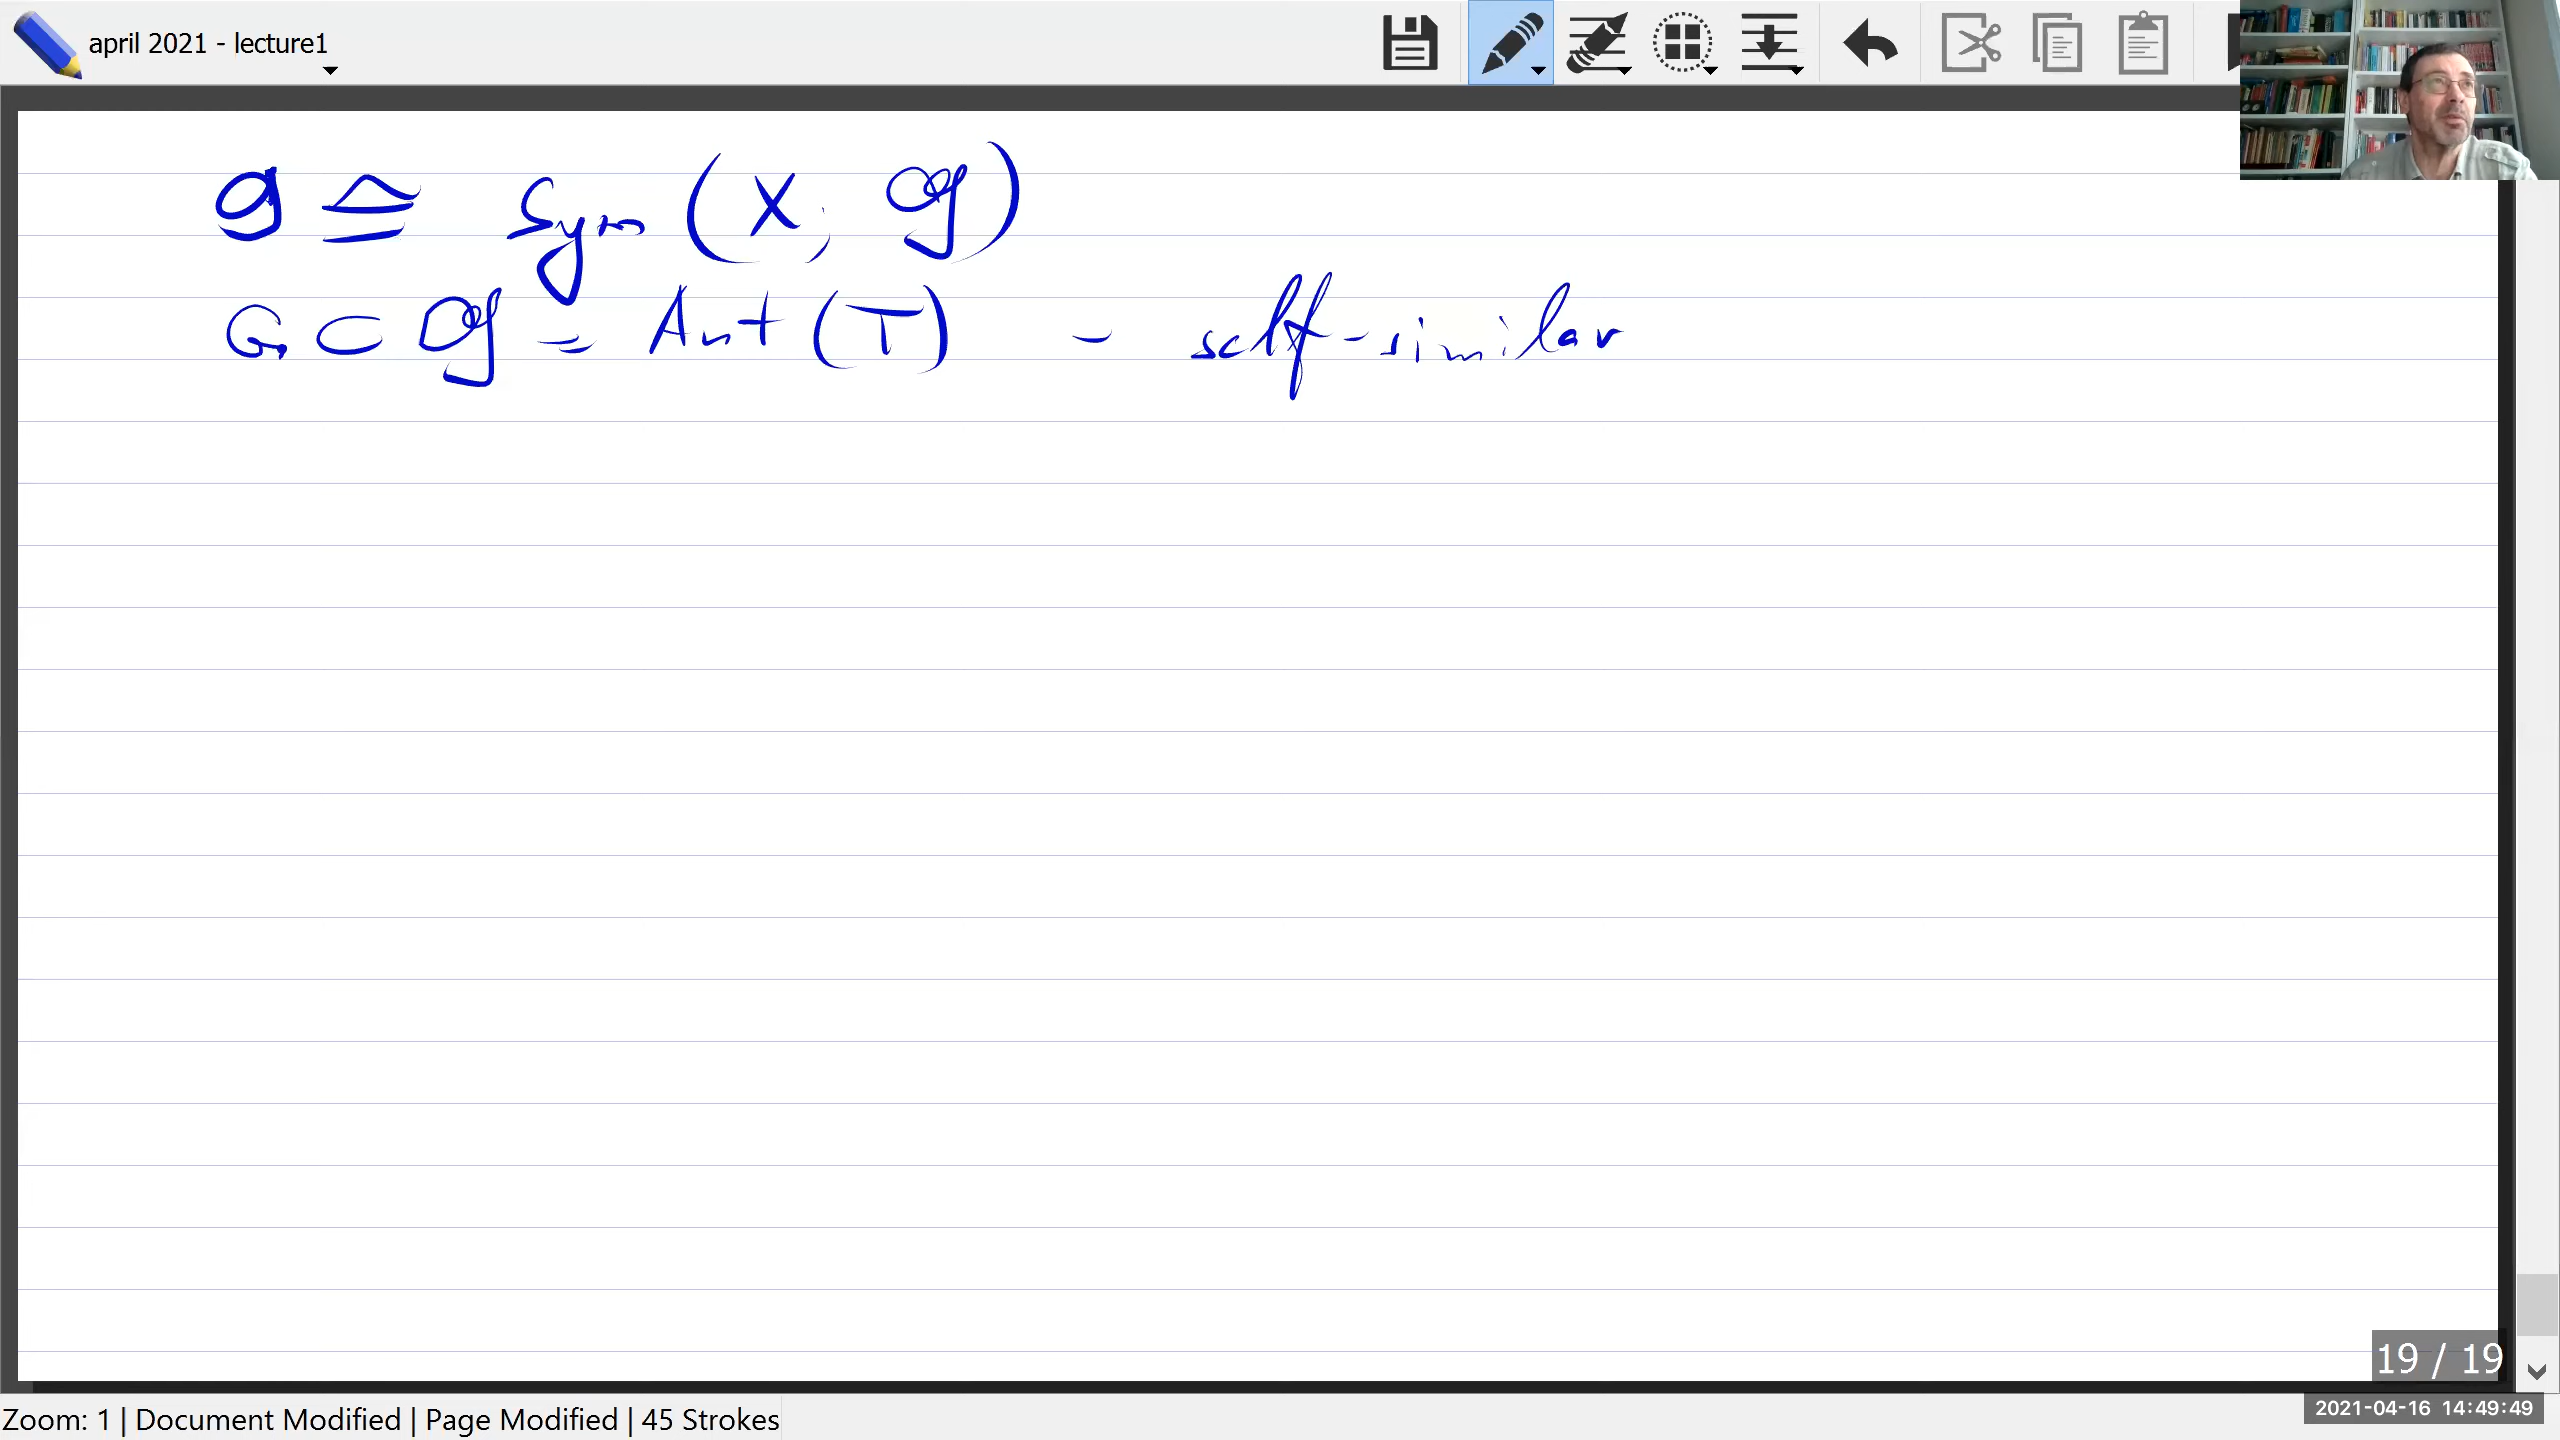 april 2021 - lecture1
𝒢 ≅ Sym (X; 𝒢)
G ⊂ 𝒢 = Aut (T) - self-similar
19 / 19
Zoom: 1 | Document Modified | Page Modified | 45 Strokes
2021-04-16 14:49:49